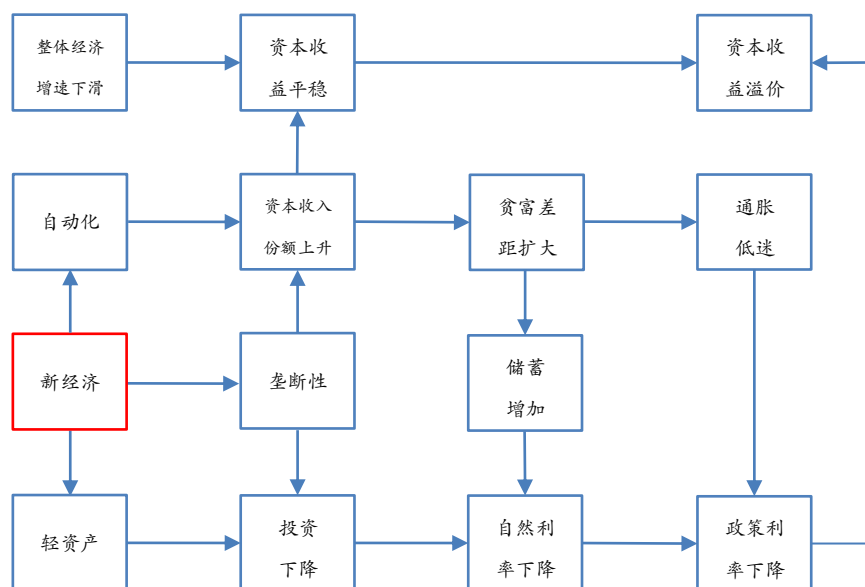 整体经济
增速下滑
资本收
益平稳
资本收
益溢价
自动化
资本收入
份额上升
贫富差
距扩大
通胀
低迷
新经济
垄断性
储蓄
增加
轻资产
投资
下降
自然利
率下降
政策利
率下降